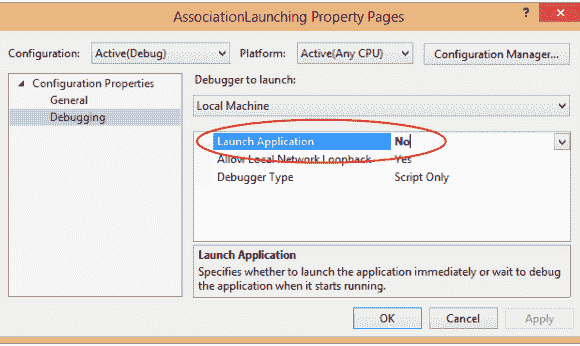 AssociationLaunching Property Pages
? x
Configuration: Active(Debug) Platform: Active(Any CPU) Configuration Manager...
Configuration Properties
General
Debugging
Debugger to launch:
Local Machine
Launch Application No
Allow Local Network Loopback Yes
Debugger Type Script Only
Launch Application
Specifies whether to launch the application immediately or wait to debug
the application when it starts running.
OK Cancel Apply